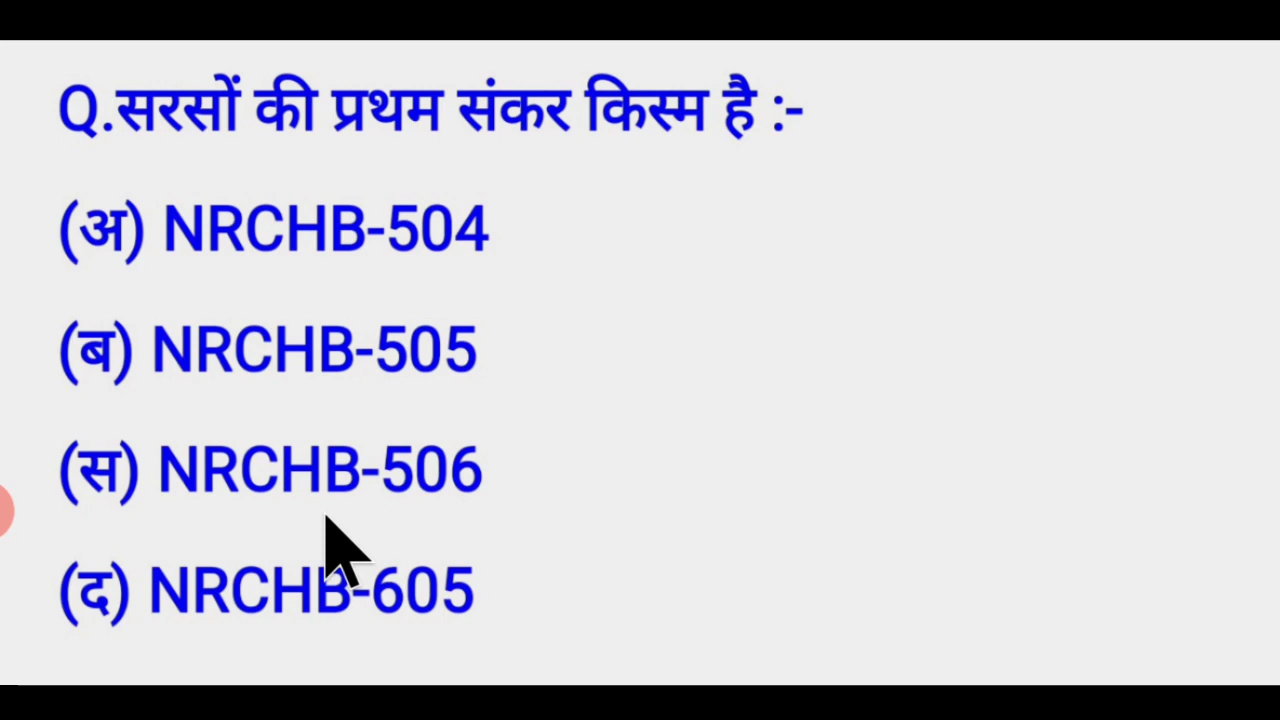 Q.सरसों की प्रथम संकर किस्म है :-
(अ) NRCHB-504
(ब) NRCHB-505
(स) NRCHB-506
(द) NRCHB-605